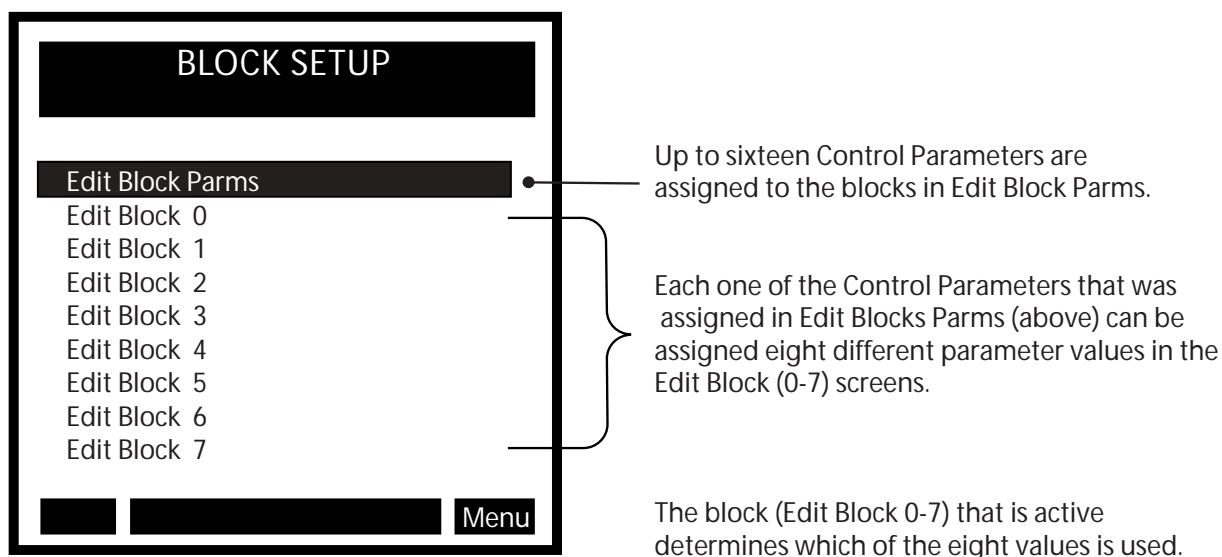 BLOCK SETUP
Edit Block Parms
Edit Block 0
Edit Block 1
Edit Block 2
Edit Block 3
Edit Block 4
Edit Block 5
Edit Block 6
Edit Block 7
Menu
Up to sixteen Control Parameters are
assigned to the blocks in Edit Block Parms.
Each one of the Control Parameters that was
assigned in Edit Blocks Parms (above) can be
assigned eight different parameter values in the
Edit Block (0-7) screens.
The block (Edit Block 0-7) that is active
determines which of the eight values is used.